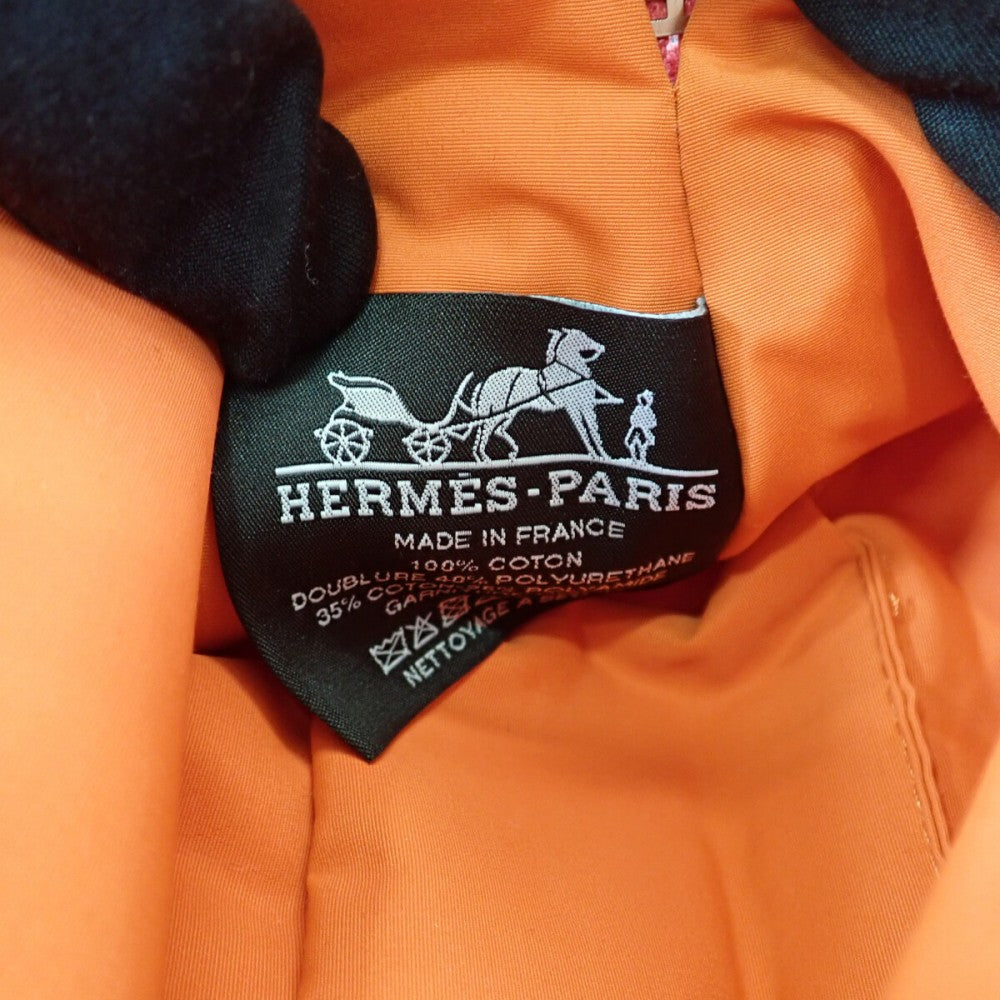 HERMÈS-PARIS
MADE IN FRANCE
100% COTON
DOUBLURE 40% POLYURETHANE
35% COTON
NETTOYAGE A